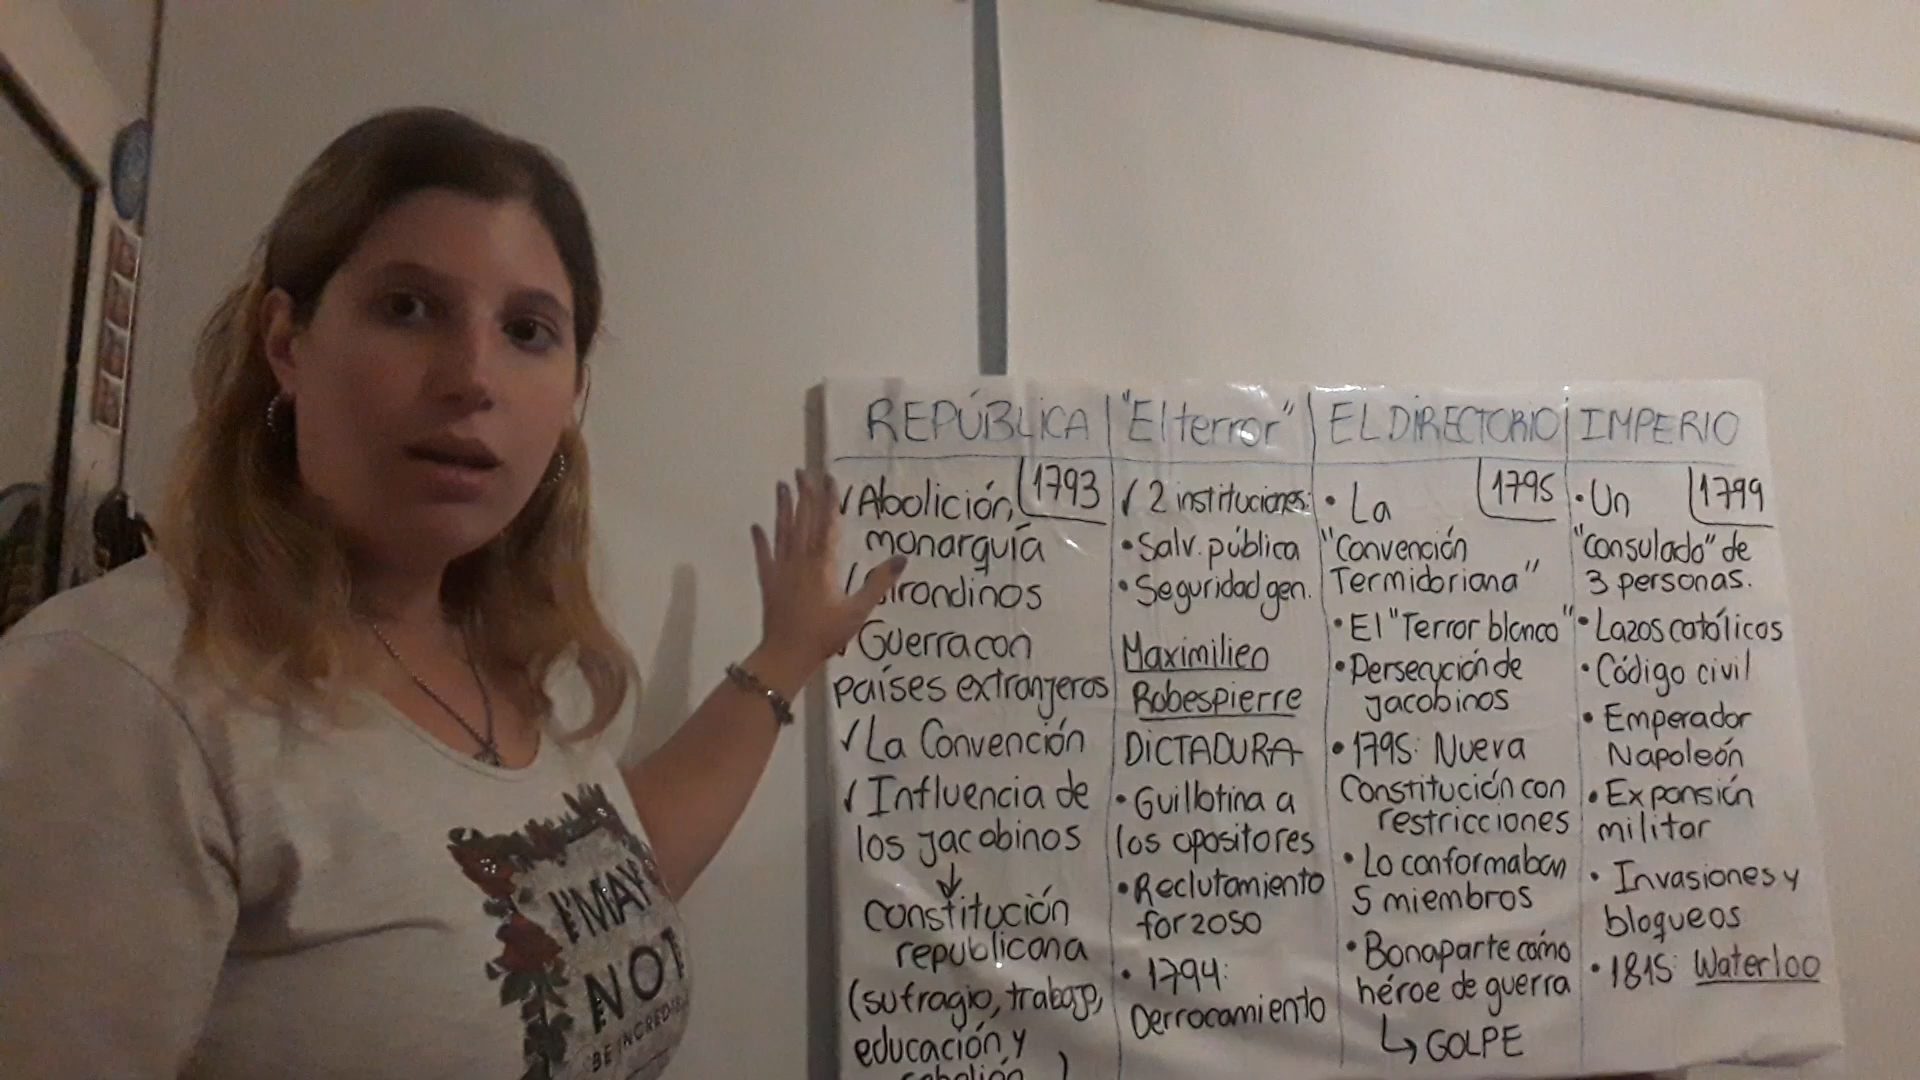 REPÚBLICA
1793
✓ Abolición
monarquía
✓ Girondinos
✓ Guerra con
países extranjeros
✓ La Convención
✓ Influencia de
los jacobinos
↓
constitución
republicana
(sufragio, trabajo,
educación y
rebelión)
"El terror"
✓ 2 instituciones:
• Salv. pública
• Seguridad gen.
Maximilien
Robespierre
DICTADURA
• Guillotina a
los opositores
• Reclutamiento
forzoso
• 1794:
Derrocamiento
EL DIRECTORIO
1795
• La
"Convención
Termidoriana"
• El "Terror blanco"
• Persecución de
jacobinos
• 1795: Nueva
Constitución con
restricciones
• Lo conformaban
5 miembros
• Bonaparte como
héroe de guerra
↳ GOLPE
IMPERIO
1799
• Un
"consulado" de
3 personas.
• Lazos católicos
• Código civil
• Emperador
Napoleón
• Expansión
militar
• Invasiones y
bloqueos
• 1815: Waterloo
I MAY
NOT
BE INCREDIBLE